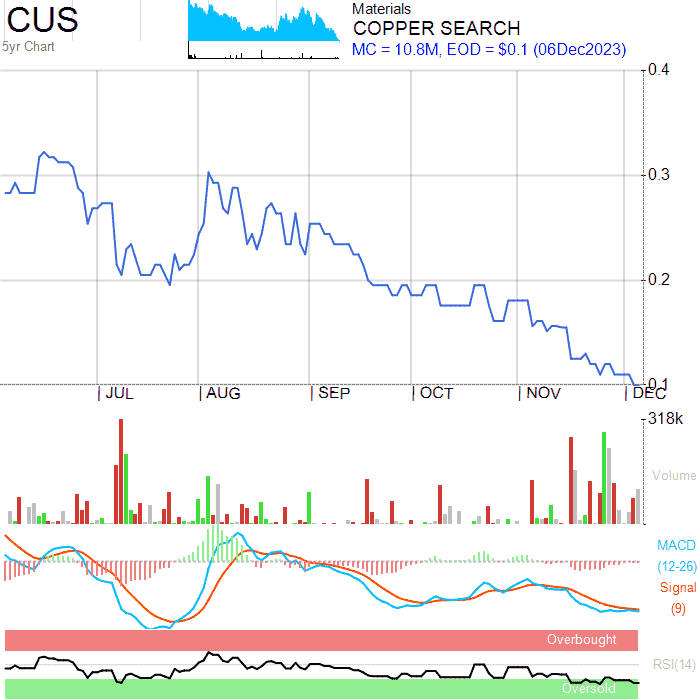 CUS
5yr Chart
Materials
COPPER SEARCH
MC = 10.8M, EOD = $0.1 (06Dec2023)
0.4
0.3
0.2
0.1
JUL AUG SEP OCT NOV DEC
318k
Volume
MACD
(12-26)
Signal
(9)
Overbought
RSI(14)
Oversold